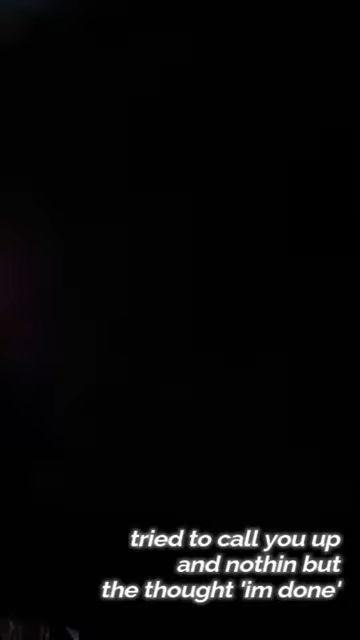 tried to call you up
and nothin but
the thought 'im done'